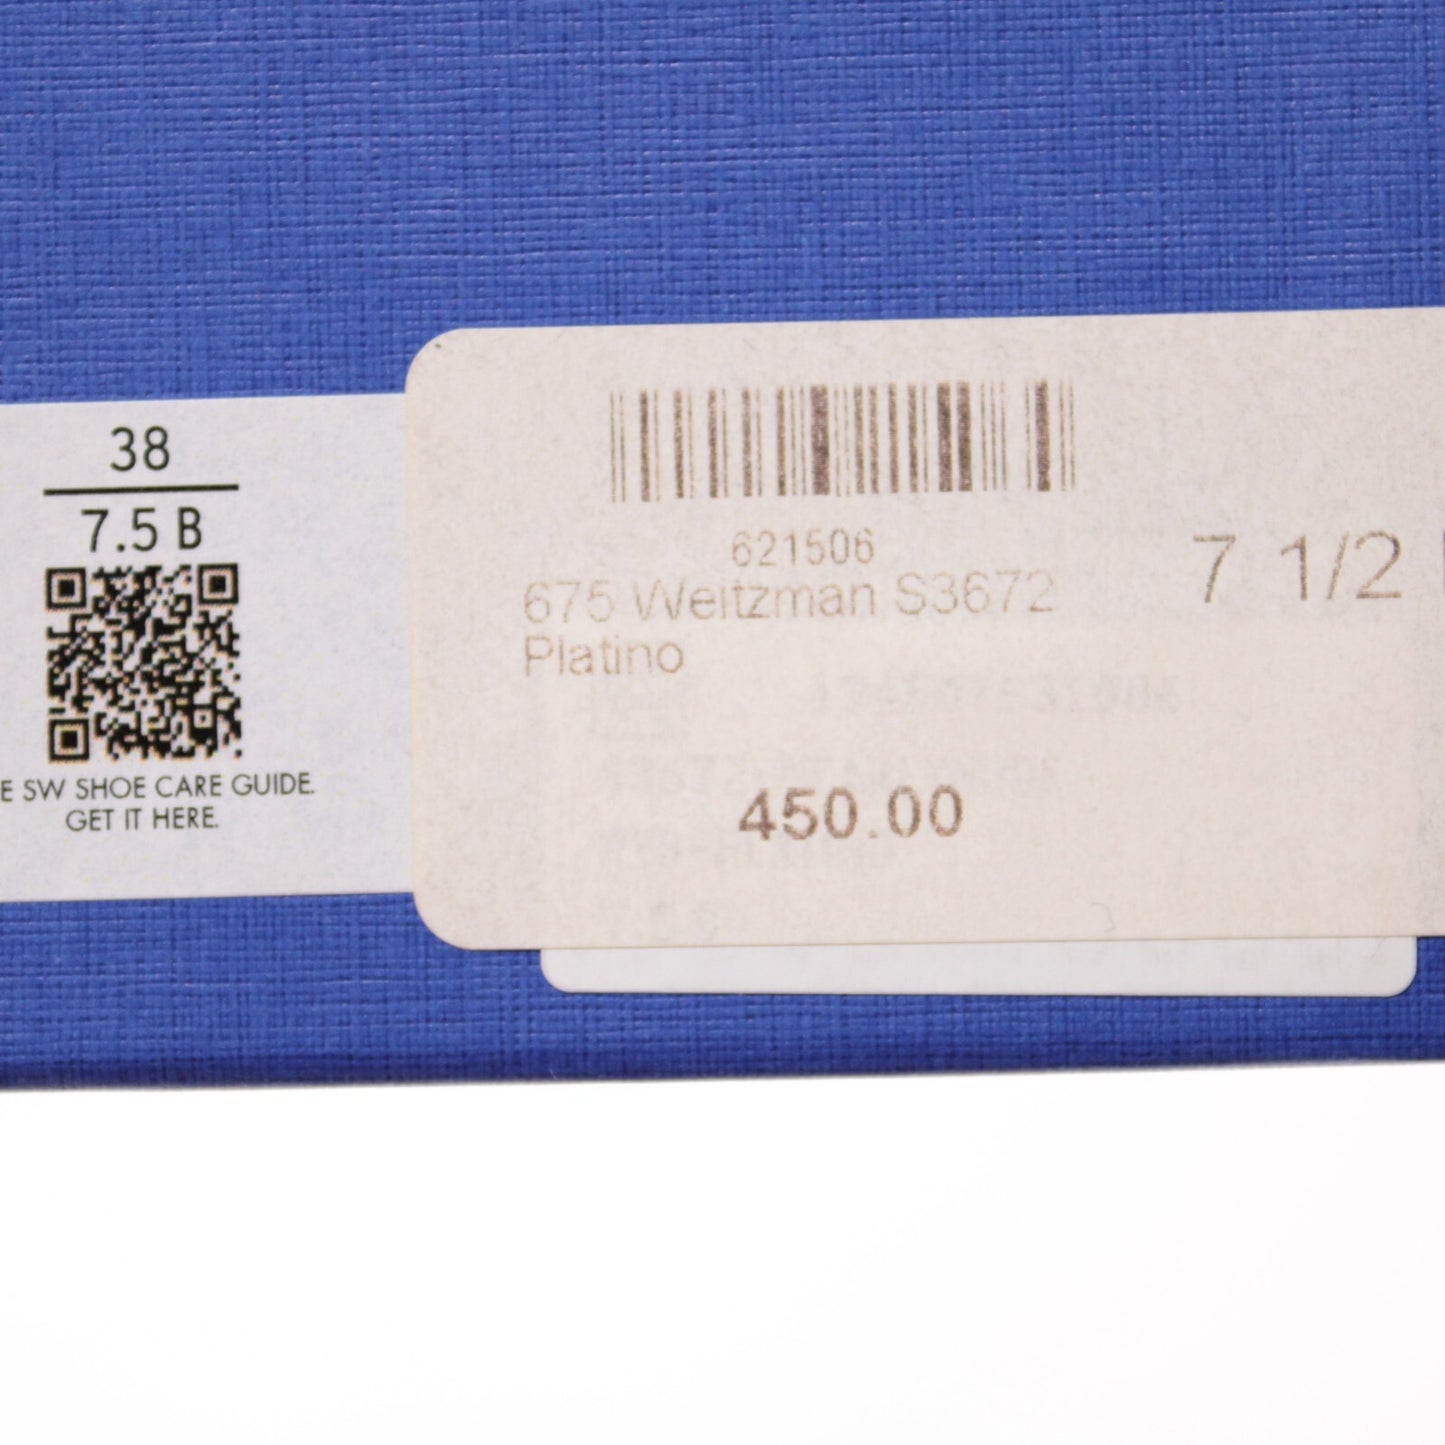 38
7.5 B
E SW SHOE CARE GUIDE.
GET IT HERE.
621506
675 Weitzman S3672
Platino
7 1/2
450.00